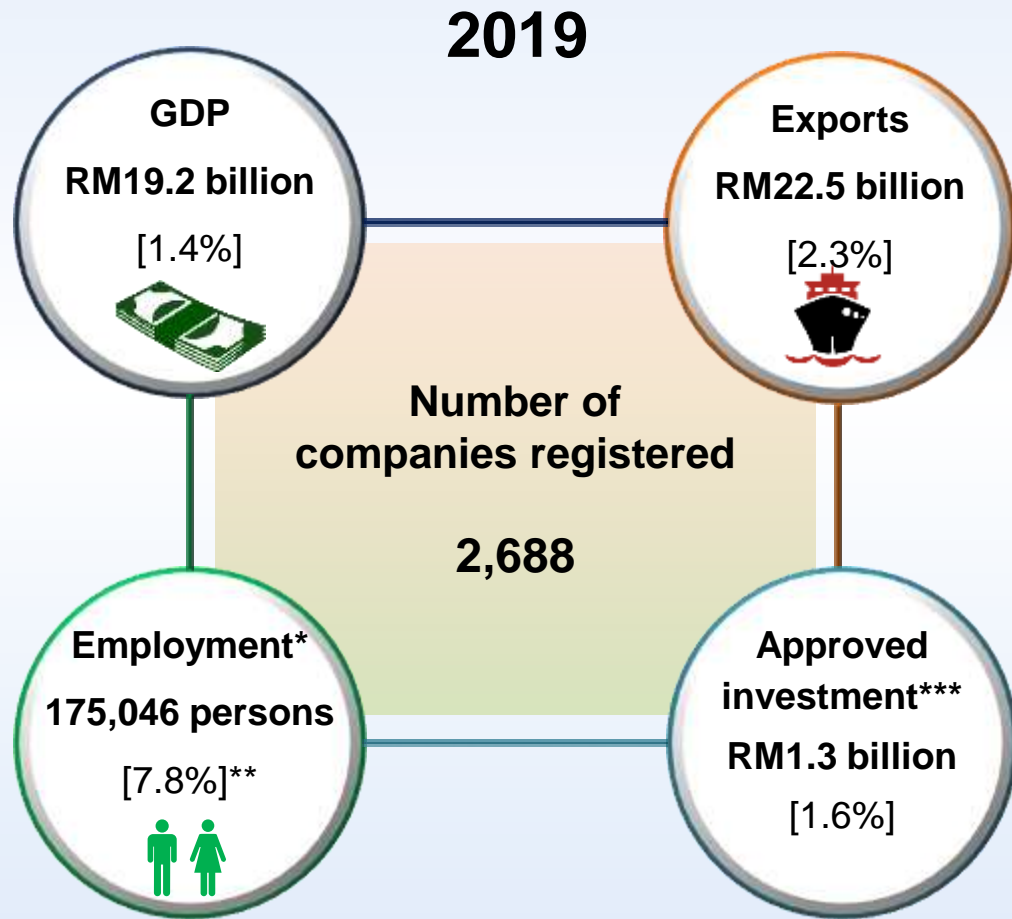 2019
GDP
RM19.2 billion
[1.4%]
Exports
RM22.5 billion
[2.3%]
Number of
companies registered
2,688
Employment*
175,046 persons
[7.8%]**
Approved
investment***
RM1.3 billion
[1.6%]